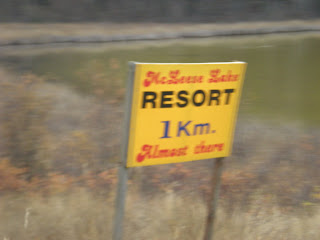 McLeese Lake
RESORT
1 Km.
Almost there